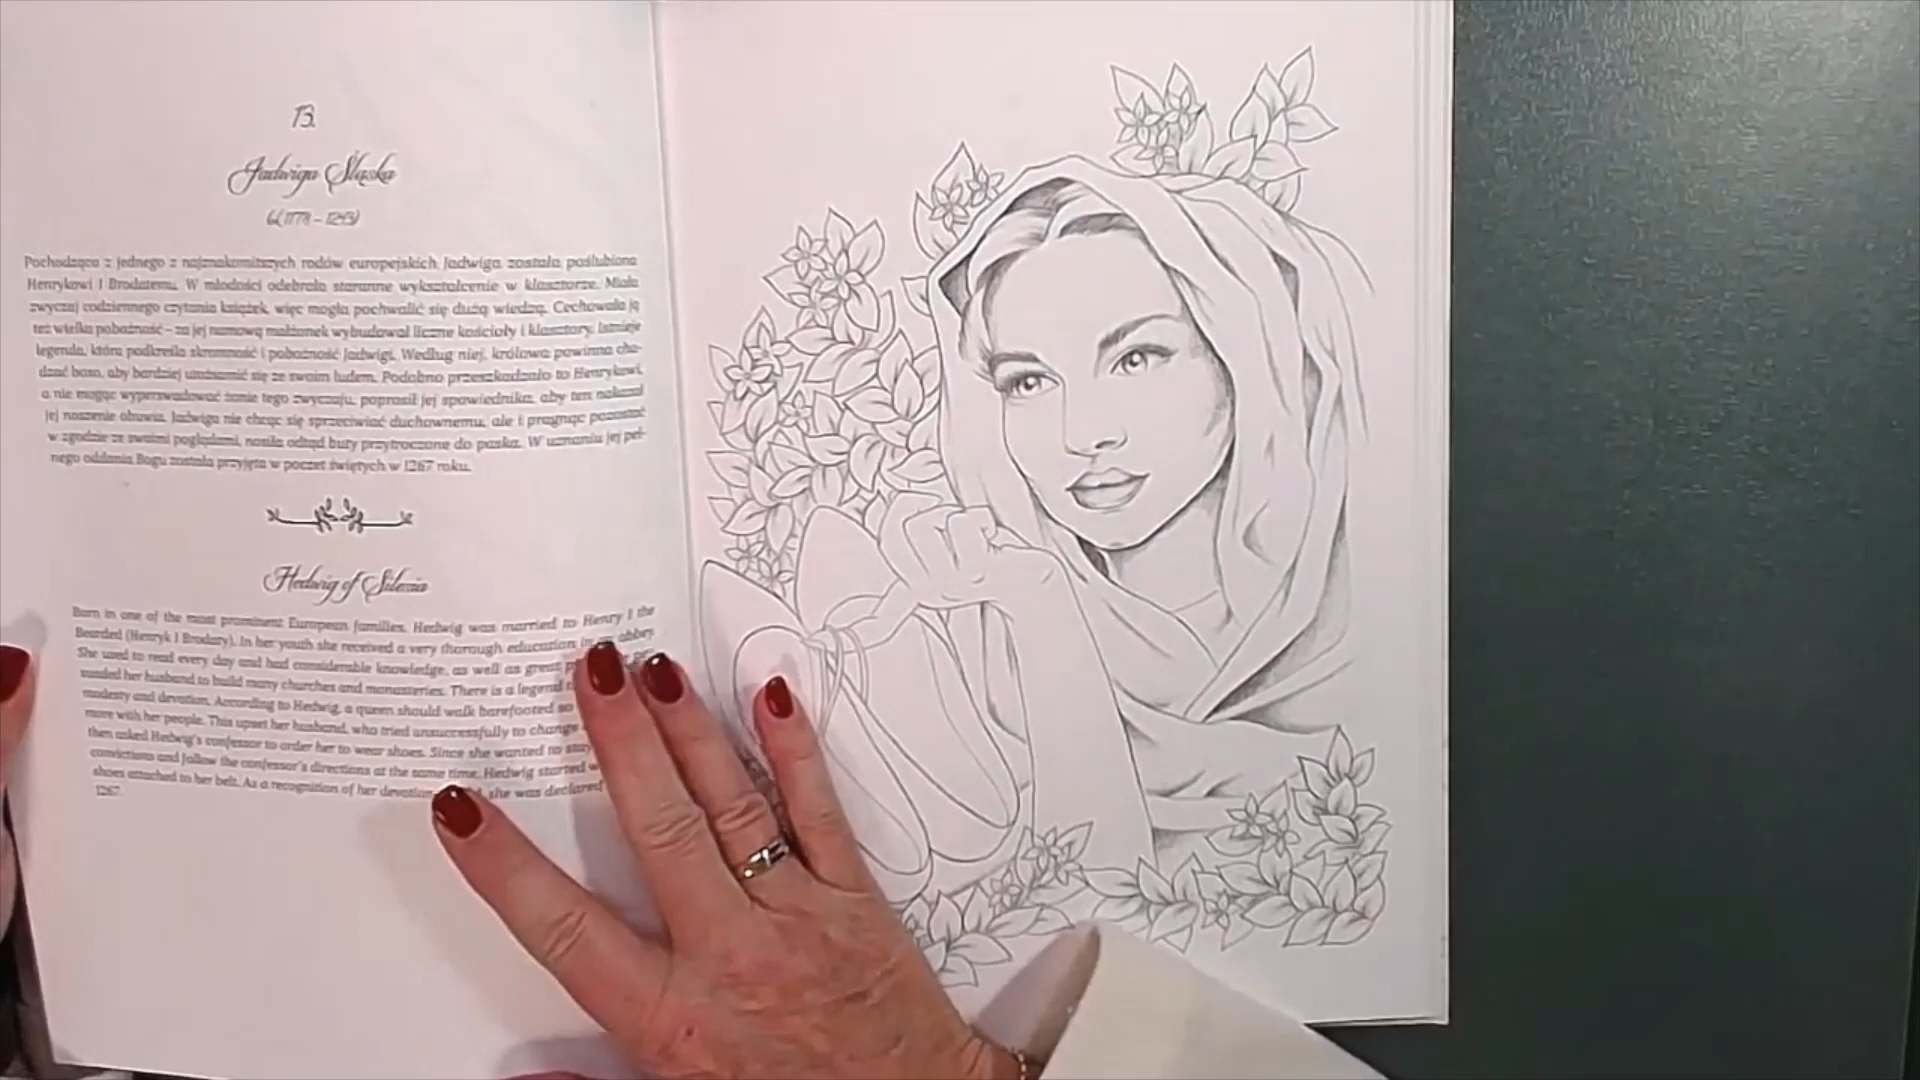 13.
Jadwiga Śląska
(1178 – 1243)
Pochodząca z jednego z najznakomitszych rodów europejskich Jadwiga została poślubiona
Henrykowi I Brodatemu. W młodości odebrała staranne wykształcenie w klasztorze. Miała
zwyczaj codziennego czytania książek, więc mogła pochwalić się dużą wiedzą. Cechowała ją
też wielka pobożność – za jej namową małżonek wybudował liczne kościoły i klasztory. Istnieje
legenda, która podkreśla skromność i pobożność Jadwigi. Według niej, królowa powinna cho-
dzać boso, aby bardziej utożsamić się ze swoim ludem. Podobno przeszkadzało to Henrykowi,
a nie mogąc wyperswadować żonie tego zwyczaju, poprosił jej spowiednika, aby ten nakazał
jej noszenie obuwia. Jadwiga nie chcąc się sprzeciwiać duchownemu, ale i pragnąc pozostać
w zgodzie ze swoimi poglądami, nosiła odtąd buty przytroczone do paska. W uznaniu jej peł-
nego oddania Bogu została przyjęta w poczet świętych w 1267 roku.
Hedwig of Silesia
Born in one of the most prominent European families, Hedwig was married to Henry I the
Bearded (Henryk I Brodaty). In her youth she received a very thorough education in an abbey.
She used to read every day and had considerable knowledge, as well as great
suaded her husband to build many churches and monasteries. There is a legend
modesty and devotion. According to Hedwig, a queen should walk barefooted so
more with her people. This upset her husband, who tried unsuccessfully to change
then asked Hedwig's confessor to order her to wear shoes. Since she wanted to stay
convictions and follow the confessor's directions at the same time, Hedwig started
shoes attached to her belt. As a recognition of her devotion she was declared
1267.